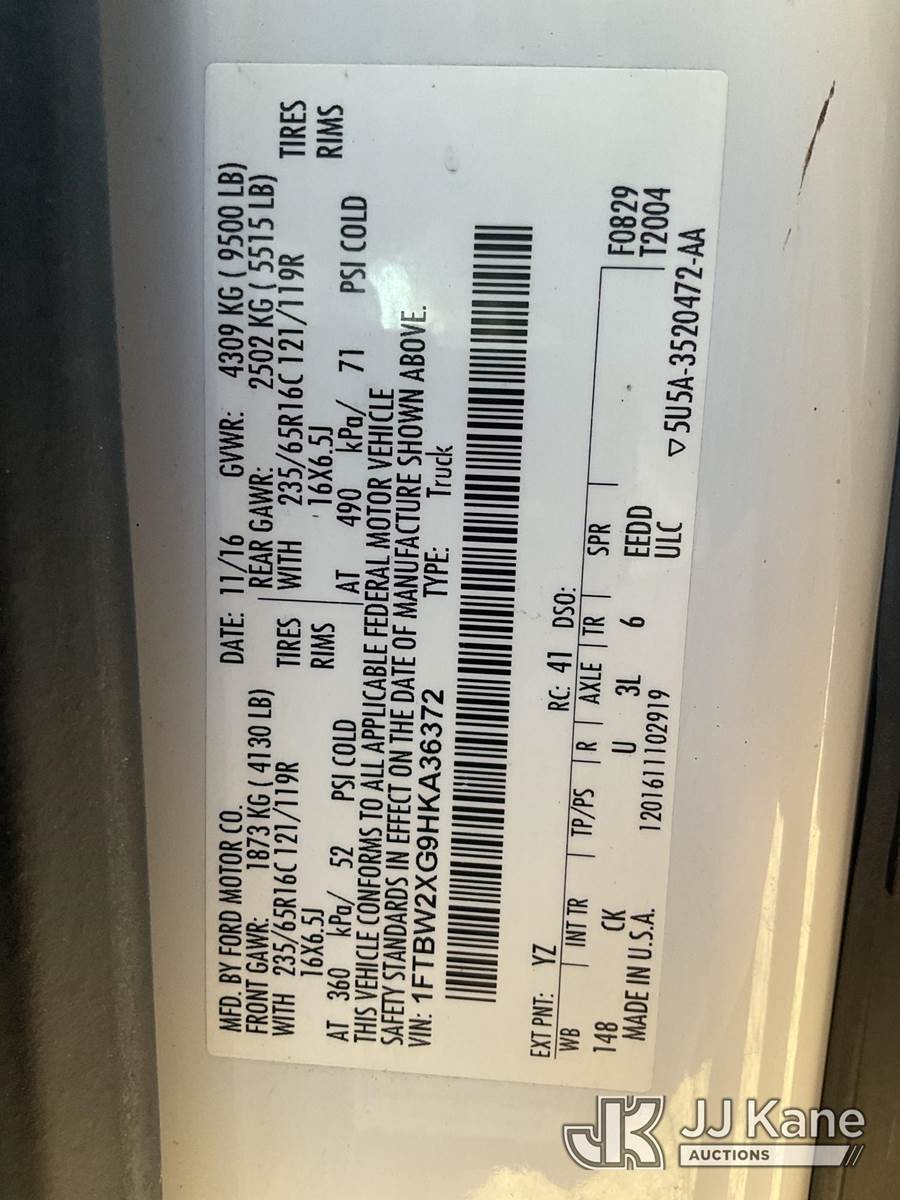 MFD. BY FORD MOTOR CO.
DATE: 11/16 GVWR: 4309 KG ( 9500 LB)
FRONT GAWR: 1873 KG ( 4130 LB)
REAR GAWR: 2502 KG ( 5515 LB)
WITH 235/65R16C 121/119R TIRES
WITH 235/65R16C 121/119R TIRES
16X6.5J RIMS
16X6.5J RIMS
AT 360 kPa/ 52 PSI COLD
AT 490 kPa/ 71 PSI COLD
THIS VEHICLE CONFORMS TO ALL APPLICABLE FEDERAL MOTOR VEHICLE
SAFETY STANDARDS IN EFFECT ON THE DATE OF MANUFACTURE SHOWN ABOVE.
VIN: 1FTBW2XG9HKA36372 TYPE: Truck
EXT PNT: YZ RC: 41 DSO:
WB INT TR TP/PS R AXLE TR SPR
F0829
T2004
148 CK U 3L 6 EEDD
MADE IN U.S.A. 120161 1102919 ULC
▽5U5A-3520472-AA
JK JJ Kane
AUCTIONS